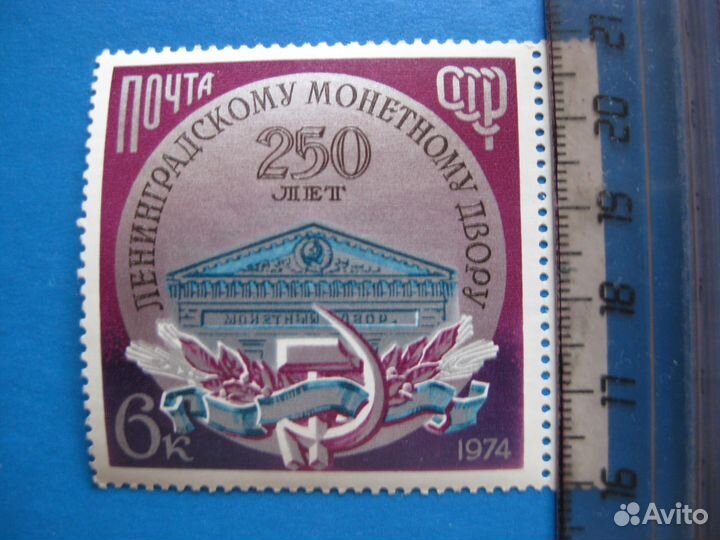 ПОЧТА
СССР
ЛЕНИНГРАДСКОМУ МОНЕТНОМУ ДВОРУ
250
ЛЕТ
МОНЕТНЫЙ ДВОР
6к
1974
21
20
19
18
17
16
Avito